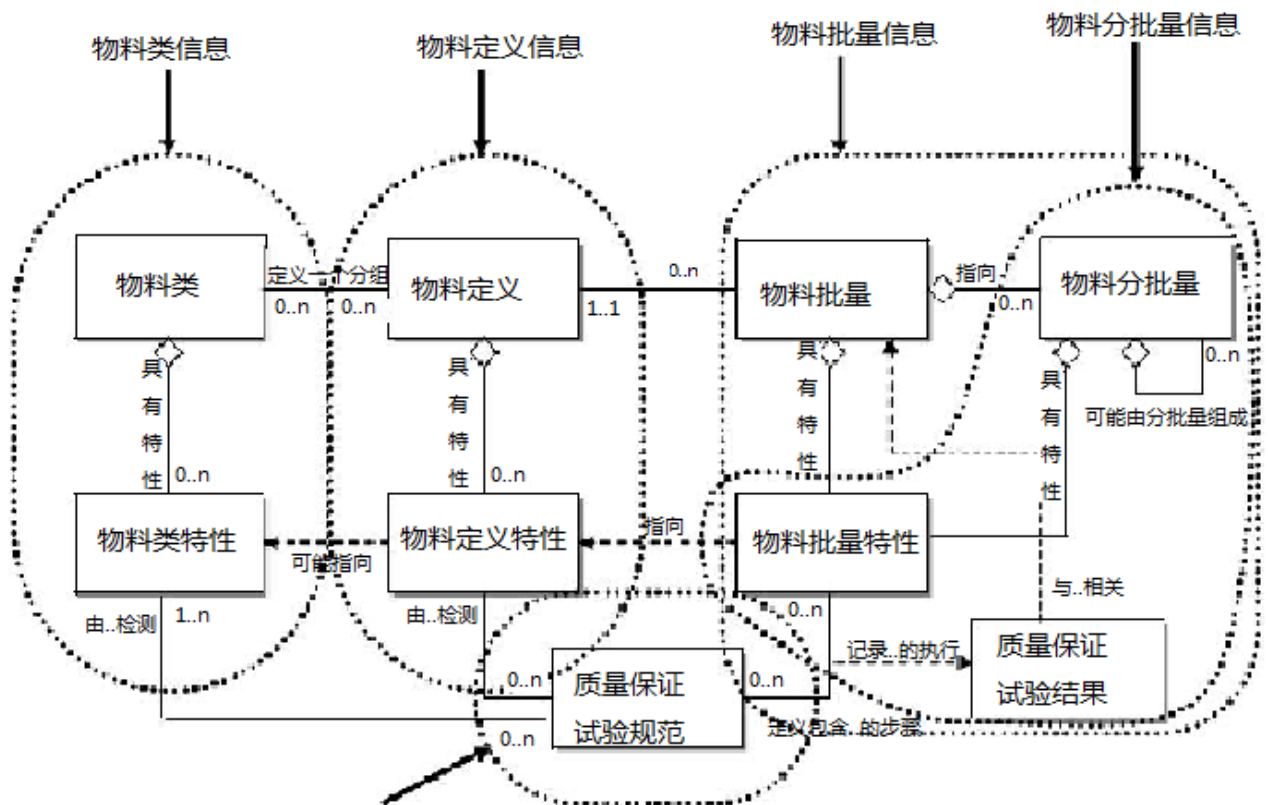 物料类信息
物料定义信息
物料批量信息
物料分批量信息
物料类
定义一个分组
0..n
0..n
物料定义
1..1
0..n
物料批量
指向
0..n
物料分批量
具有特性
0..n
具有特性
0..n
具有特性
具有特性
0..n
可能由分批量组成
物料类特性
可能指向
物料定义特性
指向
物料批量特性
由..检测
1..n
由..检测
0..n
与..相关
记录..的执行
质量保证
试验结果
0..n
质量保证
试验规范
0..n
0..n
定义包含..的步骤